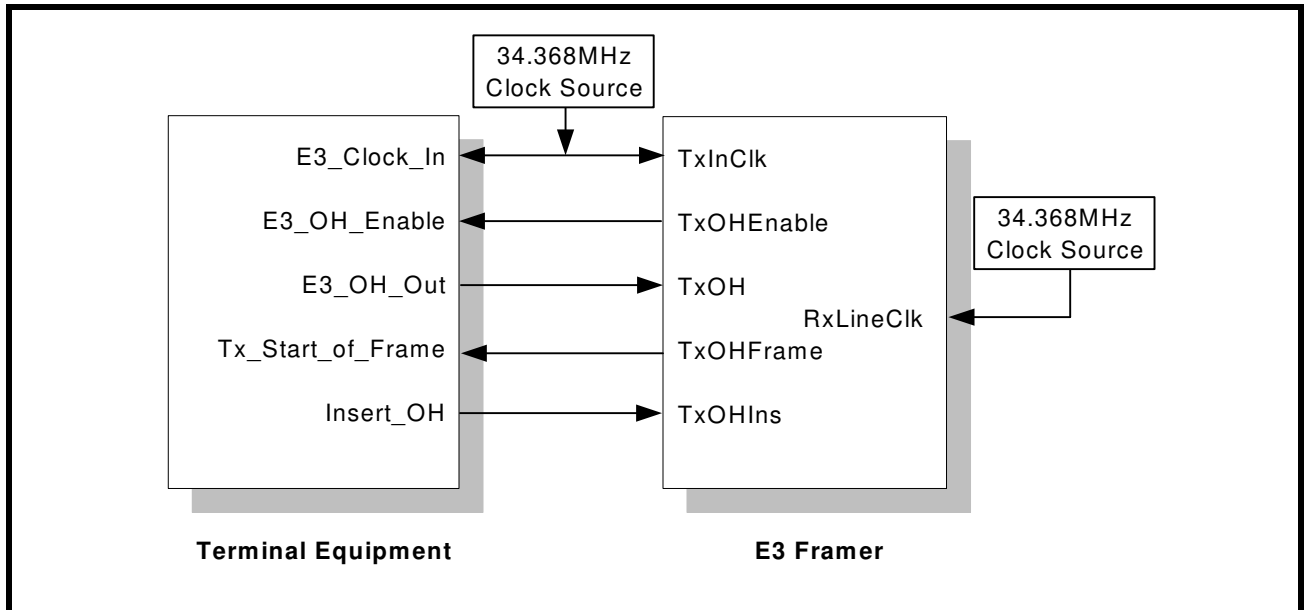 34.368MHz
Clock Source
E3_Clock_In
TxInClk
E3_OH_Enable
TxOHEnable
34.368MHz
Clock Source
E3_OH_Out
TxOH
RxLineClk
Tx_Start_of_Frame
TxOHFrame
Insert_OH
TxOHIns
Terminal Equipment
E3 Framer